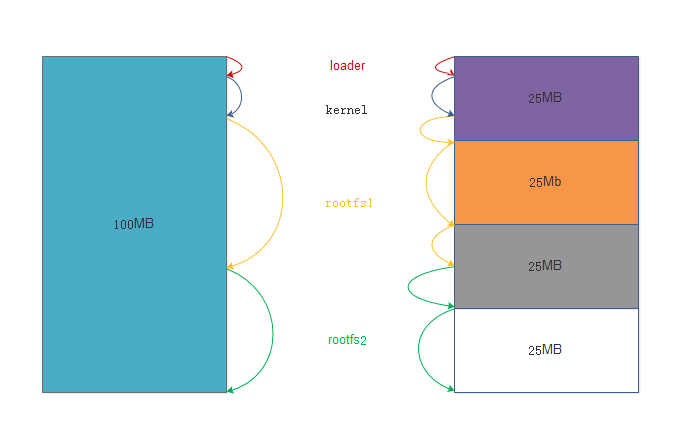 loader
25MB
kernel
25Mb
rootfs1
100MB
25MB
rootfs2
25MB